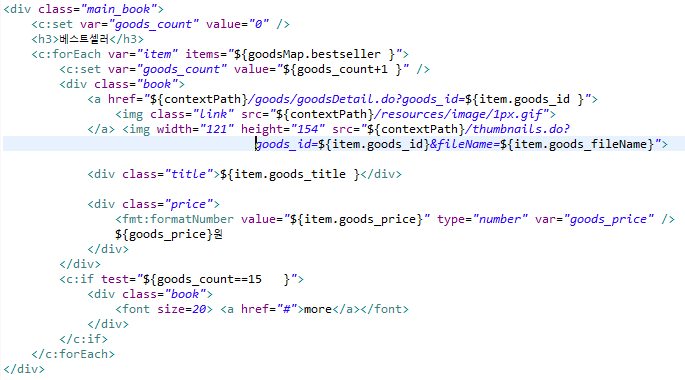 <div class="main_book">
<c:set var="goods_count" value="0" />
<h3>베스트셀러</h3>
<c:forEach var="item" items="${goodsMap.bestseller }">
<c:set var="goods_count" value="${goods_count+1 }" />
<div class="book">
<a href="${contextPath}/goods/goodsDetail.do?goods_id=${item.goods_id }">
<img class="link" src="${contextPath}/resources/image/1px.gif">
</a> <img width="121" height="154" src="${contextPath}/thumbnails.do?
goods_id=${item.goods_id}&fileName=${item.goods_fileName}">
<div class="title">${item.goods_title }</div>
<div class="price">
<fmt:formatNumber value="${item.goods_price}" type="number" var="goods_price" />
${goods_price}원
</div>
</div>
<c:if test="${goods_count==15   }">
<div class="book">
<font size=20> <a href="#">more</a></font>
</div>
</c:if>
</c:forEach>
</div>